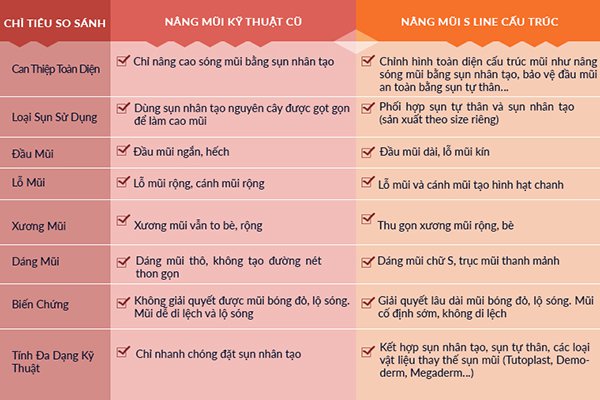 CHỈ TIÊU SO SÁNH
NÂNG MŨI KỸ THUẬT CŨ
NÂNG MŨI S LINE CẤU TRÚC
Can Thiệp Toàn Diện
Chỉ nâng cao sóng mũi bằng sụn nhân tạo
Chỉnh hình toàn diện cấu trúc mũi như nâng
sóng mũi bằng sụn nhân tạo, bảo vệ đầu mũi
an toàn bằng sụn tự thân...
Loại Sụn Sử Dụng
Dùng sụn nhân tạo nguyên cây được gọt gọn
để làm cao mũi
Phối hợp sụn tự thân và sụn nhân tạo
(sản xuất theo size riêng)
Đầu Mũi
Đầu mũi ngắn, hếch
Đầu mũi dài, lỗ mũi kín
Lỗ Mũi
Lỗ mũi rộng, cánh mũi rộng
Lỗ mũi và cánh mũi tạo hình hạt chanh
Xương Mũi
Xương mũi vẫn to bè, rộng
Thu gọn xương mũi rộng, bè
Dáng Mũi
Dáng mũi thô, không tạo đường nét
thon gọn
Dáng mũi chữ S, trục mũi thanh mảnh
Biến Chứng
Không giải quyết được mũi bóng đỏ, lộ sóng.
Mũi dễ di lệch và lộ sóng
Giải quyết lâu dài mũi bóng đỏ, lộ sóng. Mũi
cố định sớm, không di lệch
Tính Đa Dạng Kỹ
Thuật
Chỉ nhanh chóng đặt sụn nhân tạo
Kết hợp sụn nhân tạo, sụn tự thân, các loại
vật liệu thay thế sụn mũi (Tutoplast, Demo-
derm, Megaderm...)